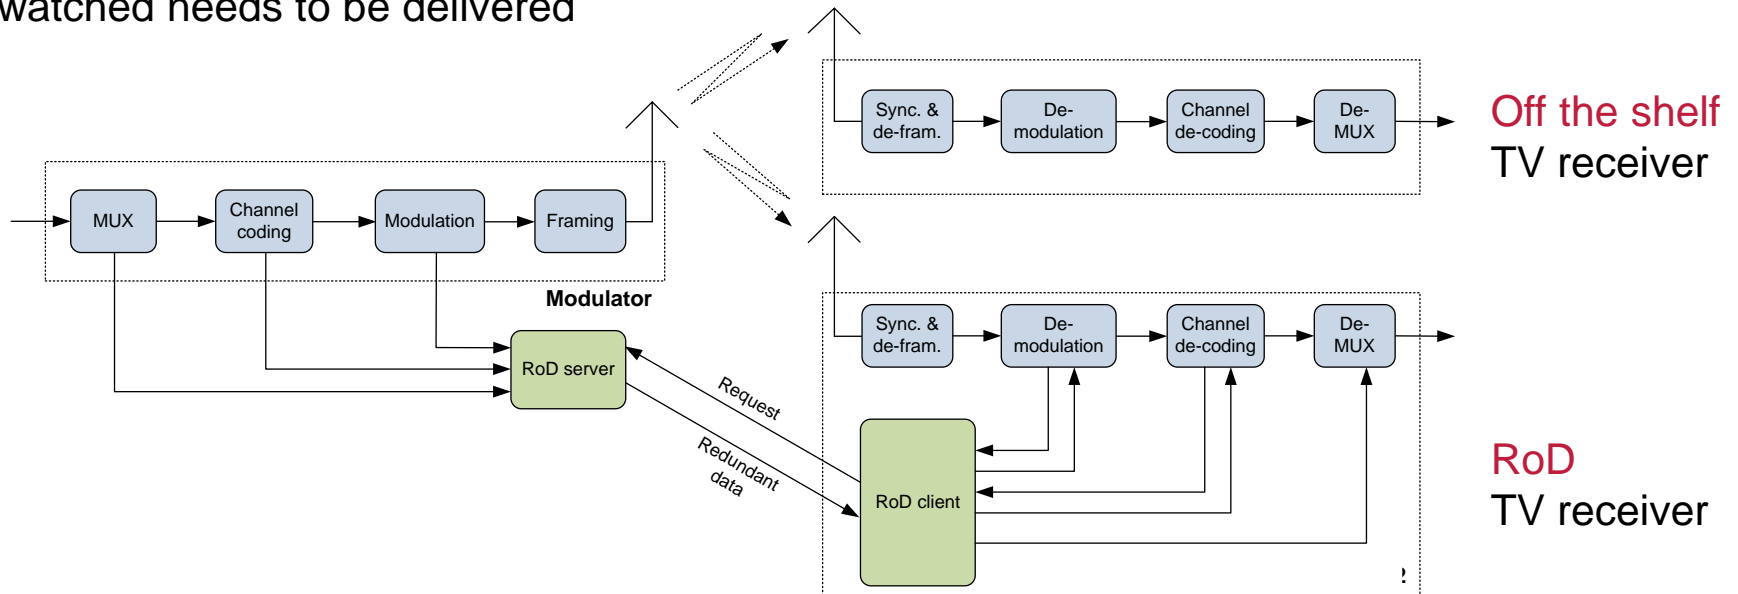 watched needs to be delivered
Sync. &
de-fram.
De-
modulation
Channel
de-coding
De-
MUX
Off the shelf
TV receiver
MUX
Channel
coding
Modulation
Framing
Modulator
RoD server
Request
Redundant
data
Sync. &
de-fram.
De-
modulation
Channel
de-coding
De-
MUX
RoD client
RoD
TV receiver